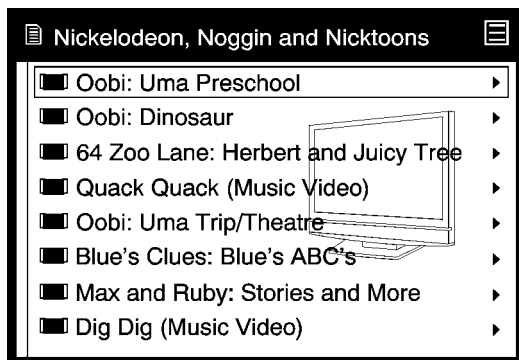 Nickelodeon, Noggin and Nicktoons
Oobi: Uma Preschool
Oobi: Dinosaur
64 Zoo Lane: Herbert and Juicy Tree
Quack Quack (Music Video)
Oobi: Uma Trip/Theatre
Blue's Clues: Blue's ABC's
Max and Ruby: Stories and More
Dig Dig (Music Video)